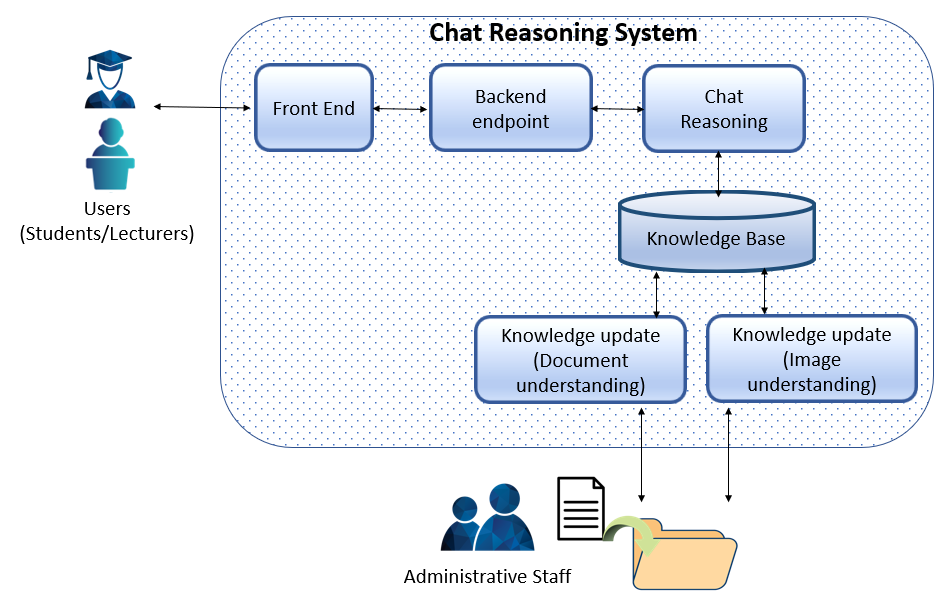 Chat Reasoning System
Front End
Backend
endpoint
Chat
Reasoning
Users
(Students/Lecturers)
Knowledge Base
Knowledge update
(Document
understanding)
Knowledge update
(Image
understanding)
Administrative Staff